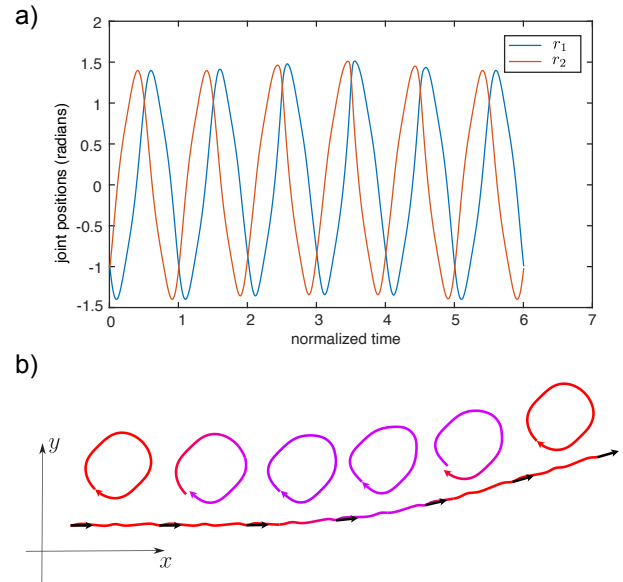 a)
2
1.5
1
0.5
0
-0.5
-1
-1.5
joint positions (radians)
r₁
r₂
0 1 2 3 4 5 6 7
normalized time
b)
y
x